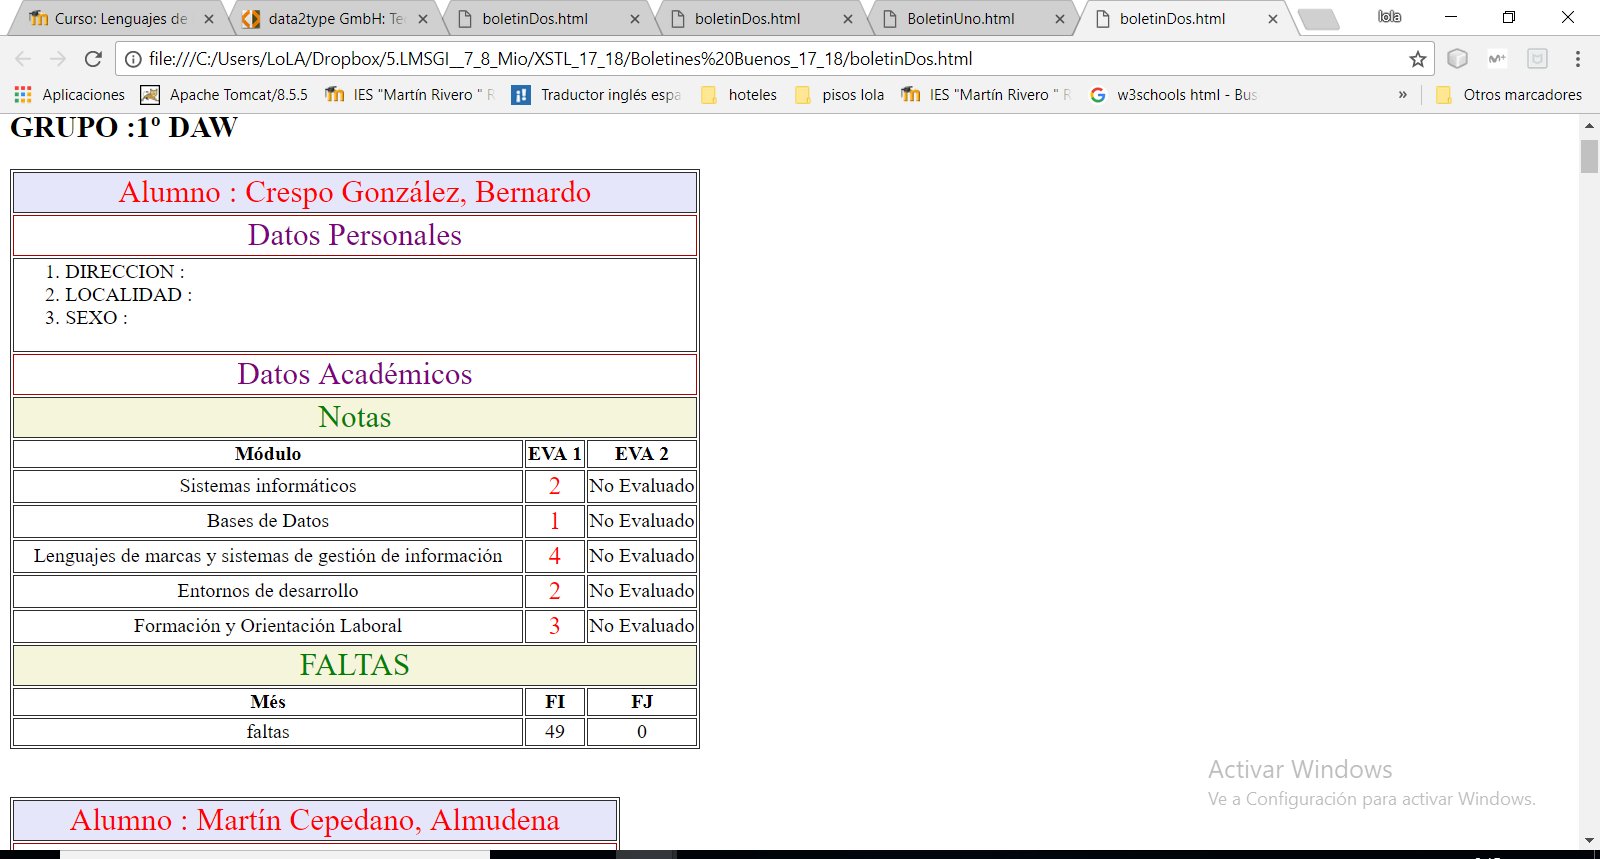 Curso: Lenguajes de
data2type GmbH: Te
boletinDos.html
boletinDos.html
BoletinUno.html
boletinDos.html
lola
file:///C:/Users/LoLA/Dropbox/5.LMSGI__7_8_Mio/XSTL_17_18/Boletines%20Buenos_17_18/boletinDos.html
Aplicaciones
Apache Tomcat/8.5.5
IES "Martín Rivero " R
Traductor inglés espa
hoteles
pisos lola
IES "Martín Rivero " R
w3schools html - Bus
»
Otros marcadores
GRUPO :1º DAW
Alumno : Crespo González, Bernardo
Datos Personales
1. DIRECCION :
2. LOCALIDAD :
3. SEXO :
Datos Académicos
Notas
Módulo EVA 1 EVA 2
Sistemas informáticos 2 No Evaluado
Bases de Datos 1 No Evaluado
Lenguajes de marcas y sistemas de gestión de información 4 No Evaluado
Entornos de desarrollo 2 No Evaluado
Formación y Orientación Laboral 3 No Evaluado
FALTAS
Més FI FJ
faltas 49 0
Activar Windows
Ve a Configuración para activar Windows.
Alumno : Martín Cepedano, Almudena